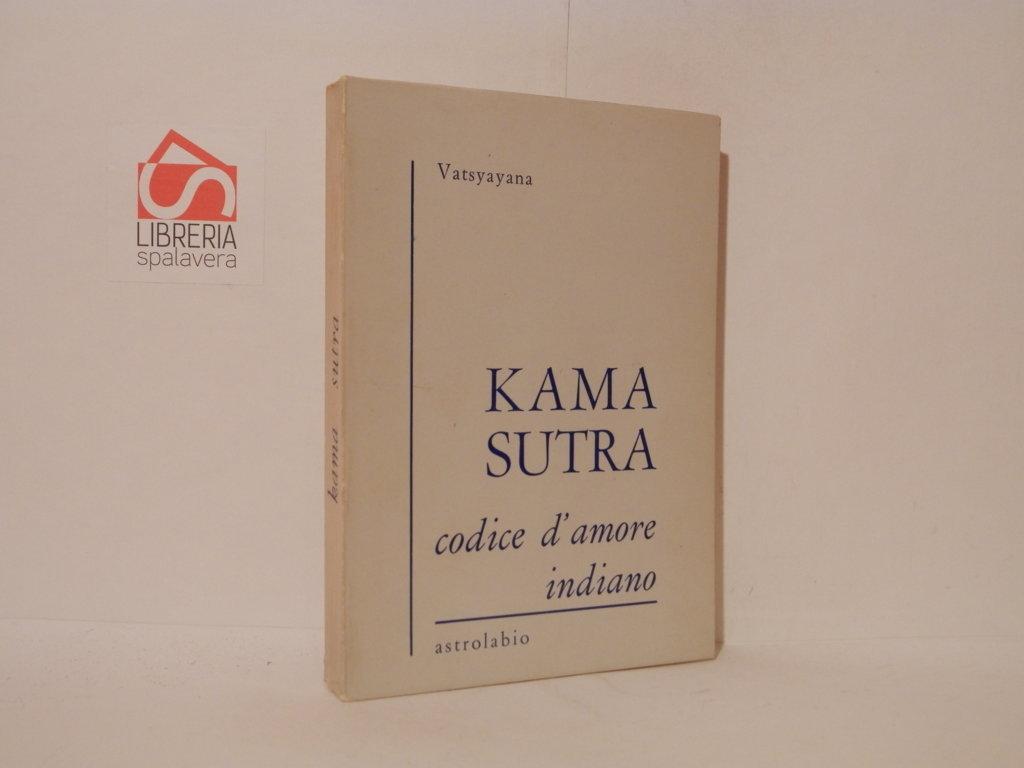 LIBRERIA
spalavera
kama sutra
Vatsyayana
KAMA
SUTRA
codice d'amore
indiano
astrolabio